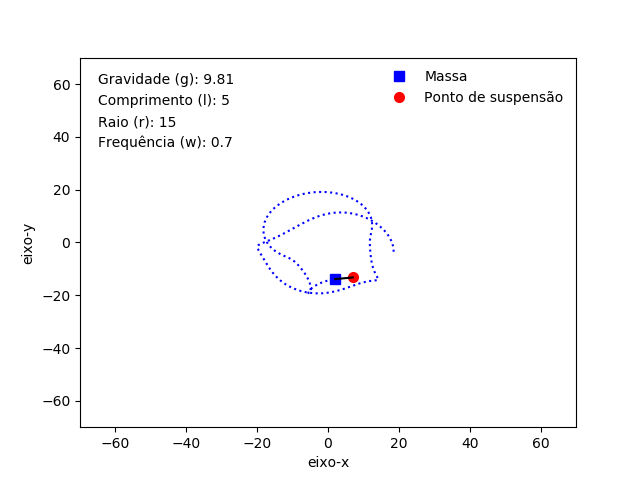 Gravidade (g): 9.81
Comprimento (l): 5
Raio (r): 15
Frequência (w): 0.7
Massa
Ponto de suspensão
eixo-y
60
40
20
0
−20
−40
−60
−60 −40 −20 0 20 40 60
eixo-x